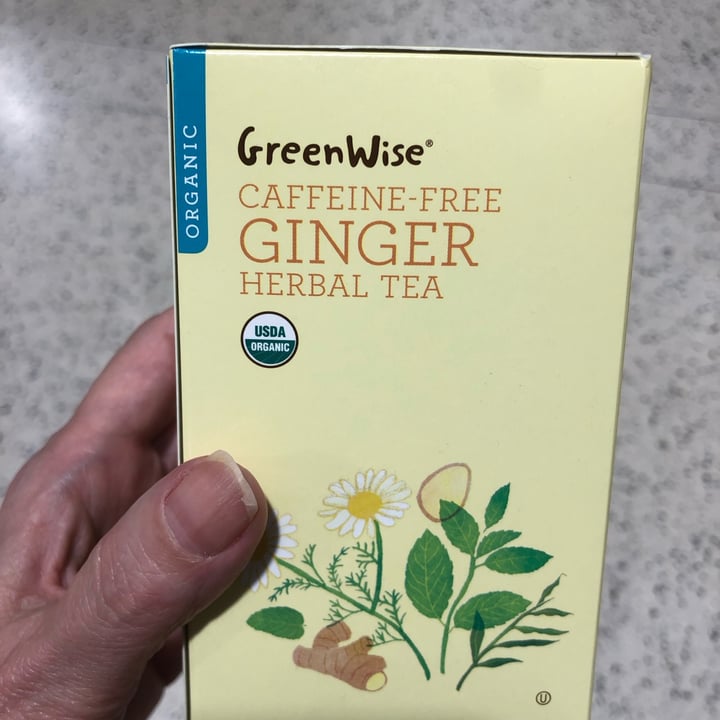 ORGANIC
GreenWise®
CAFFEINE-FREE
GINGER
HERBAL TEA
USDA
ORGANIC
U